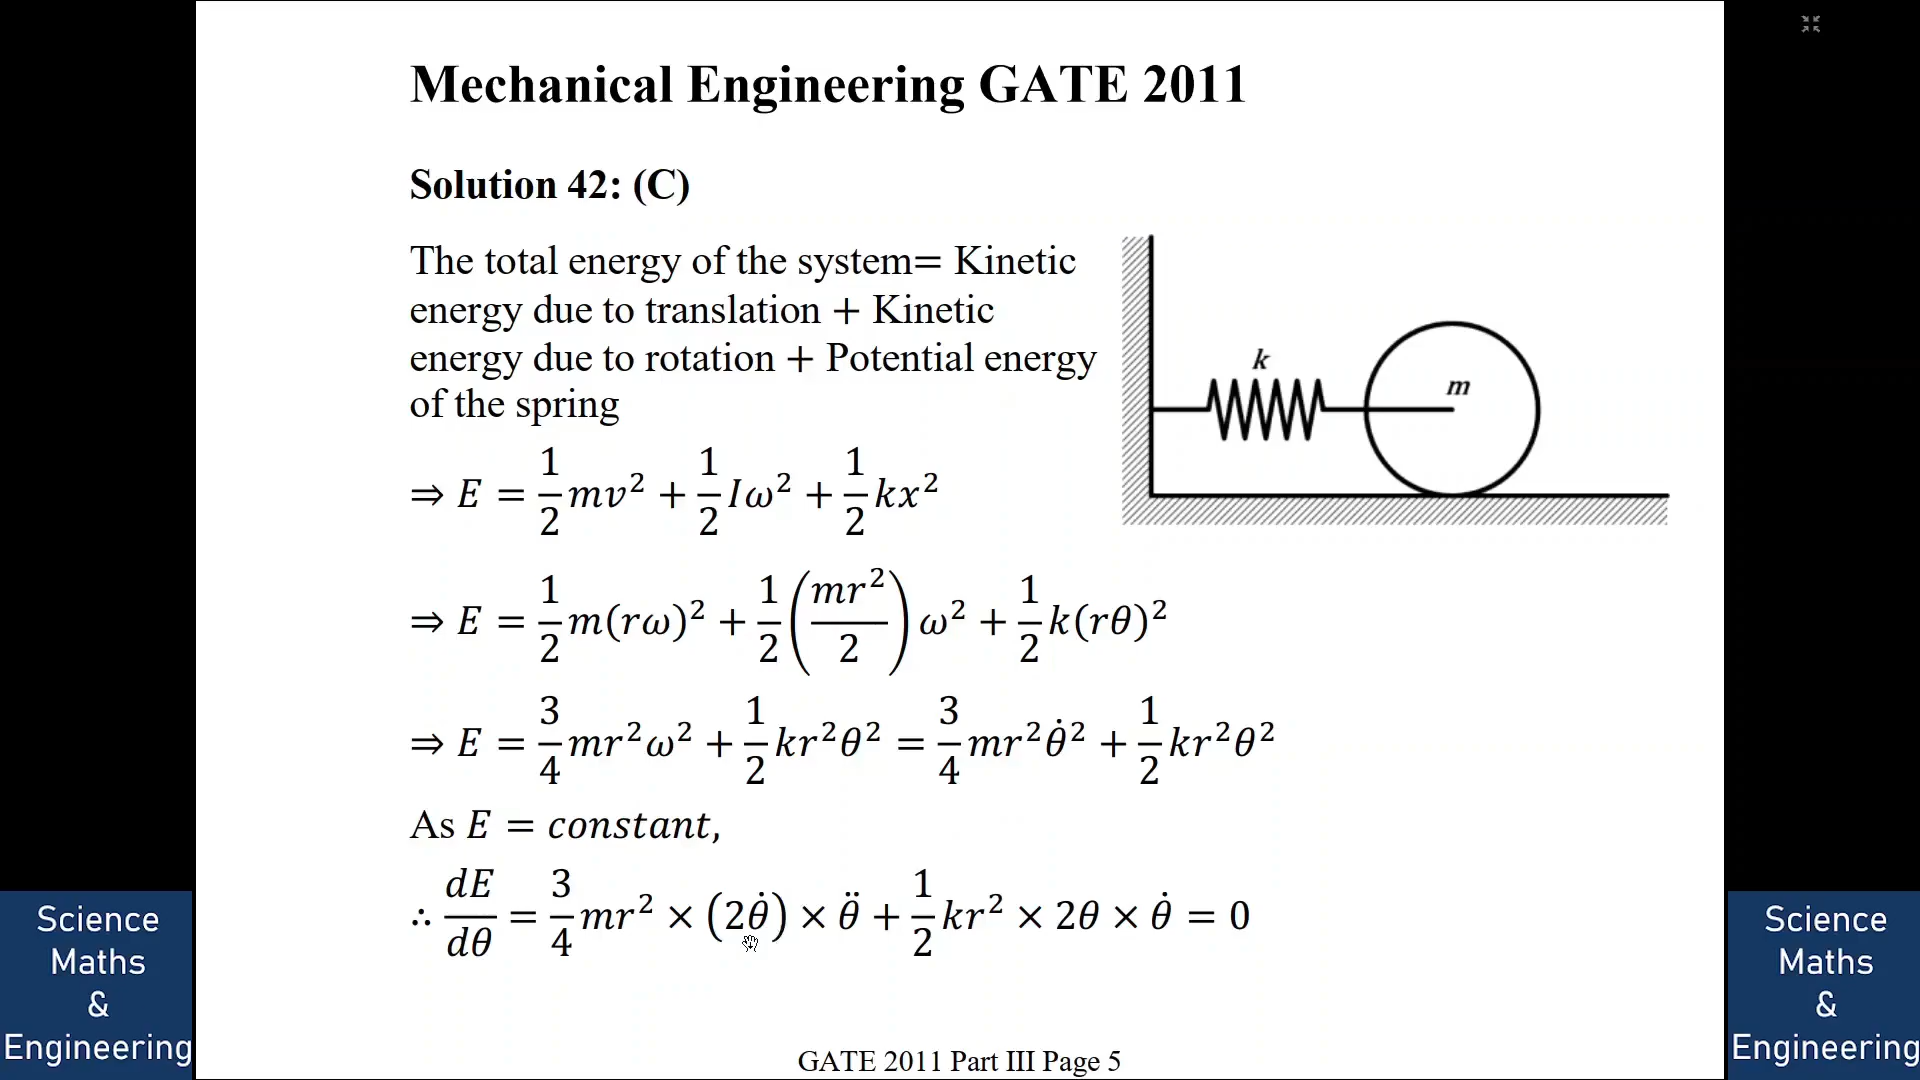 Mechanical Engineering GATE 2011
Solution 42: (C)
The total energy of the system= Kinetic
energy due to translation + Kinetic
energy due to rotation + Potential energy
of the spring
k
m
⇒ E = 1/2 mv² + 1/2 Iω² + 1/2 kx²
⇒ E = 1/2 m(rω)² + 1/2 (mr²/2) ω² + 1/2 k(rθ)²
⇒ E = 3/4 mr²ω² + 1/2 kr²θ² = 3/4 mr²θ̇² + 1/2 kr²θ²
As E = constant,
∴ dE/dθ = 3/4 mr² × (2θ̇) × θ̈ + 1/2 kr² × 2θ × θ̇ = 0
Science
Maths
&
Engineering
Science
Maths
&
Engineering
GATE 2011 Part III Page 5